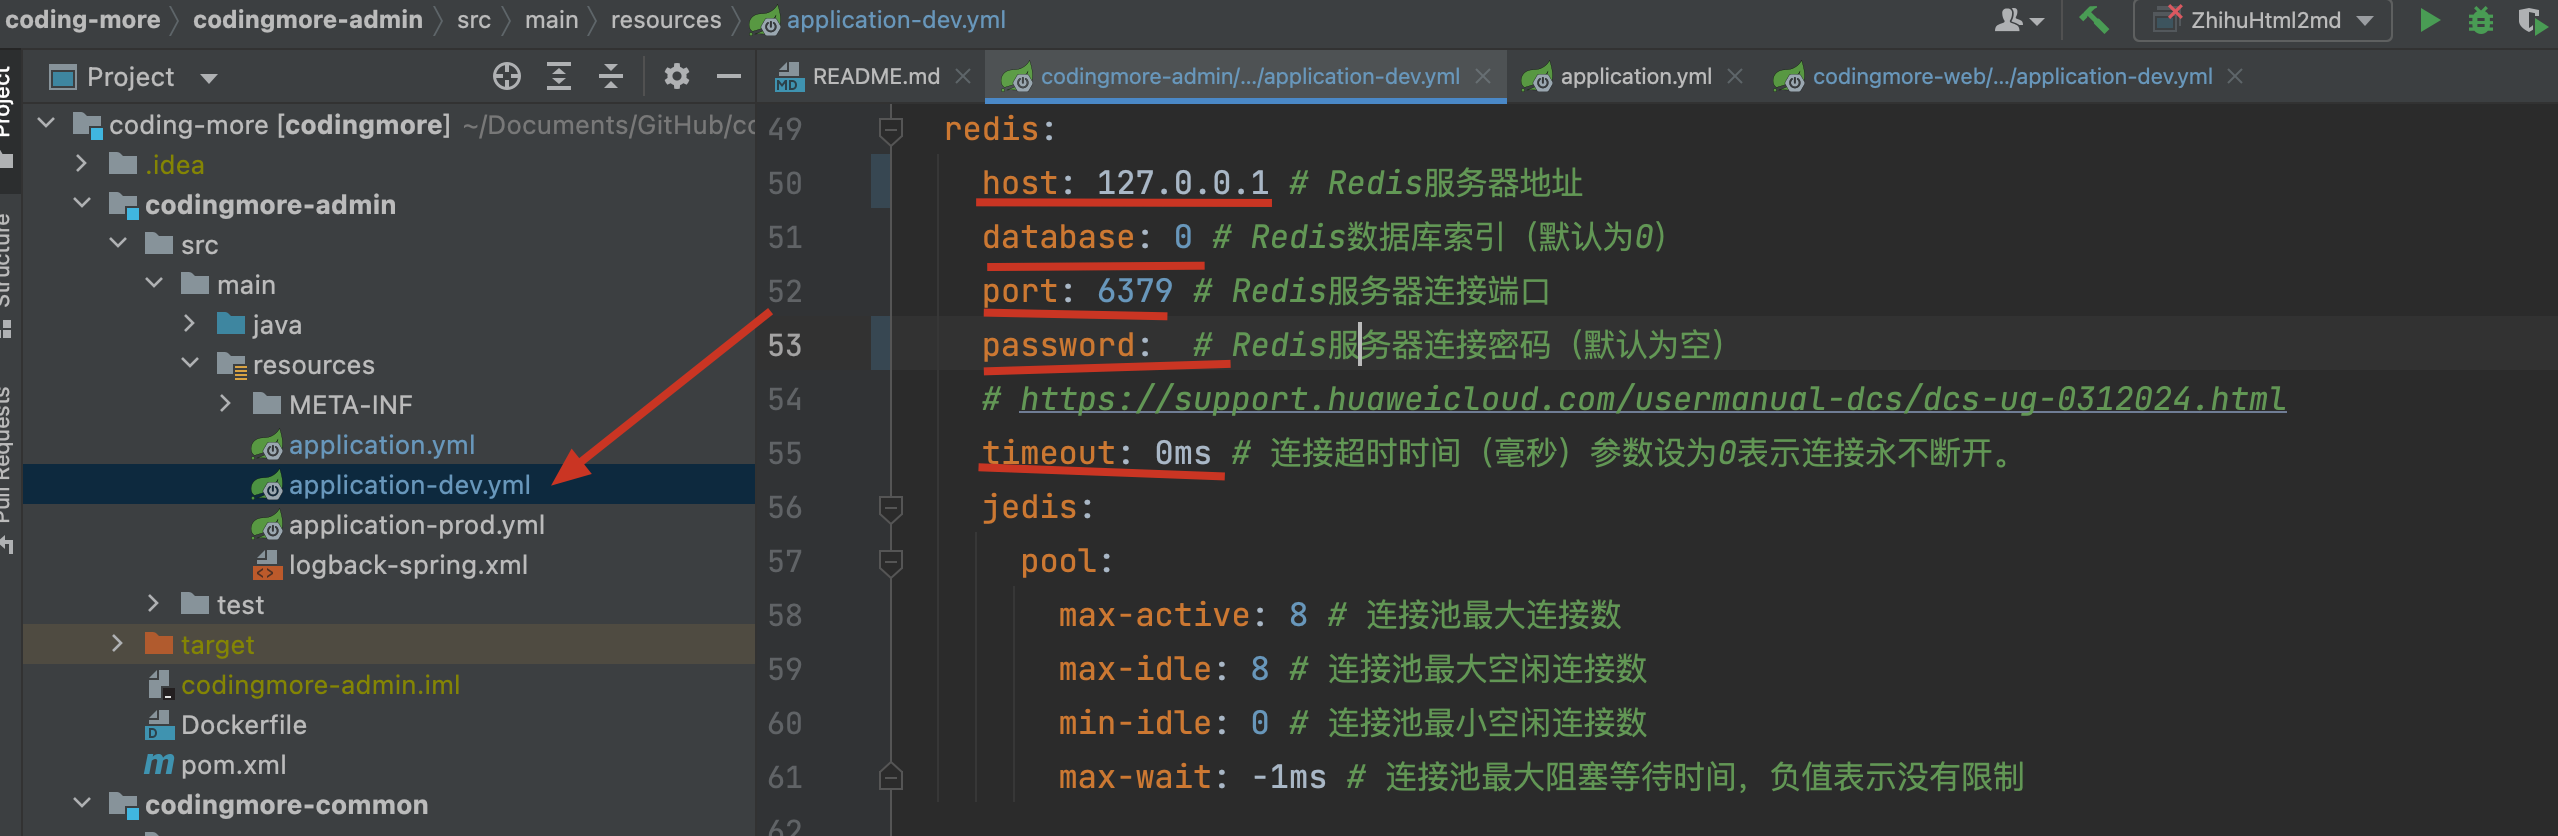 coding-more codingmore-admin src main resources application-dev.yml
ZhihuHtml2md
Project
README.md codingmore-admin/.../application-dev.yml application.yml codingmore-web/.../application-dev.yml
Project
Structure
Pull Requests
coding-more [codingmore] ~/Documents/GitHub/co
.idea
codingmore-admin
src
main
java
resources
META-INF
application.yml
application-dev.yml
application-prod.yml
logback-spring.xml
test
target
codingmore-admin.iml
Dockerfile
pom.xml
codingmore-common
49 redis:
50 host: 127.0.0.1 # Redis服务器地址
51 database: 0 # Redis数据库索引（默认为0）
52 port: 6379 # Redis服务器连接端口
53 password: # Redis服务器连接密码（默认为空）
54 # https://support.huaweicloud.com/usermanual-dcs/dcs-ug-0312024.html
55 timeout: 0ms # 连接超时时间（毫秒）参数设为0表示连接永不断开。
56 jedis:
57 pool:
58 max-active: 8 # 连接池最大连接数
59 max-idle: 8 # 连接池最大空闲连接数
60 min-idle: 0 # 连接池最小空闲连接数
61 max-wait: -1ms # 连接池最大阻塞等待时间，负值表示没有限制
62